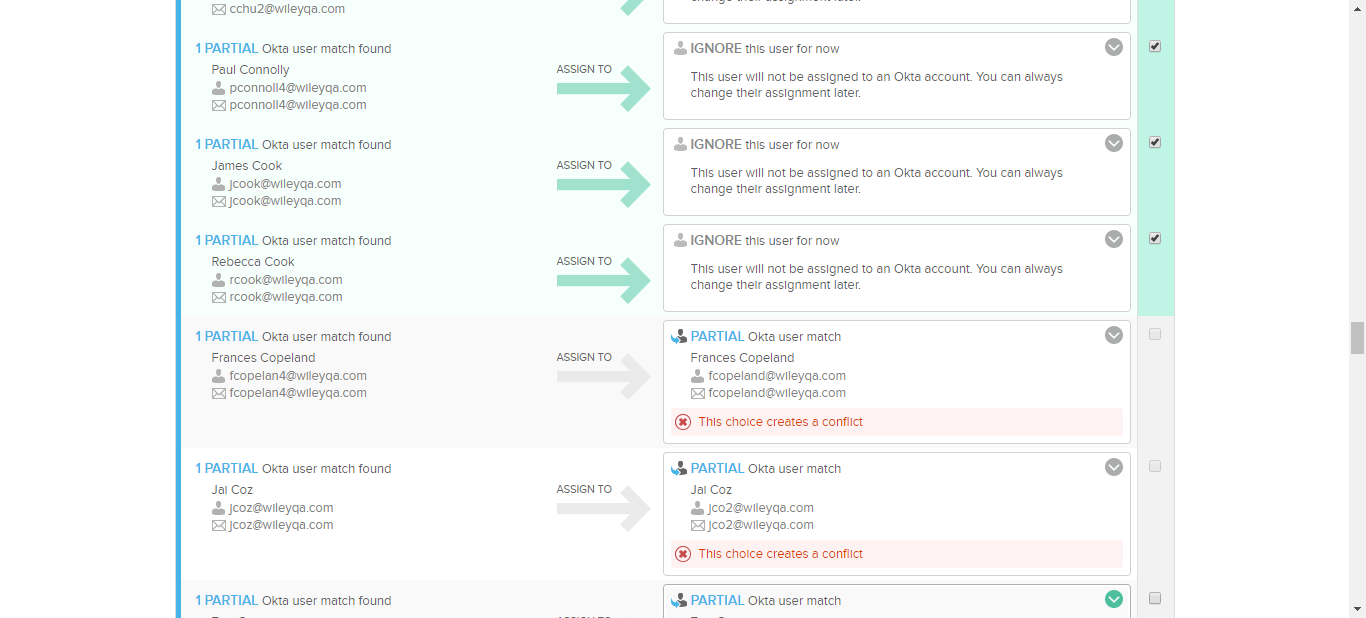 cchu2@wileyqa.com
change their assignment later.
1 PARTIAL Okta user match found
Paul Connolly
pconnoll4@wileyqa.com
pconnoll4@wileyqa.com
ASSIGN TO
IGNORE this user for now
This user will not be assigned to an Okta account. You can always
change their assignment later.
1 PARTIAL Okta user match found
James Cook
jcook@wileyqa.com
jcook@wileyqa.com
ASSIGN TO
IGNORE this user for now
This user will not be assigned to an Okta account. You can always
change their assignment later.
1 PARTIAL Okta user match found
Rebecca Cook
rcook@wileyqa.com
rcook@wileyqa.com
ASSIGN TO
IGNORE this user for now
This user will not be assigned to an Okta account. You can always
change their assignment later.
1 PARTIAL Okta user match found
Frances Copeland
fcopelan4@wileyqa.com
fcopelan4@wileyqa.com
ASSIGN TO
PARTIAL Okta user match
Frances Copeland
fcopeland@wileyqa.com
fcopeland@wileyqa.com
This choice creates a conflict
1 PARTIAL Okta user match found
Jai Coz
jcoz@wileyqa.com
jcoz@wileyqa.com
ASSIGN TO
PARTIAL Okta user match
Jai Coz
jco2@wileyqa.com
jco2@wileyqa.com
This choice creates a conflict
1 PARTIAL Okta user match found
PARTIAL Okta user match